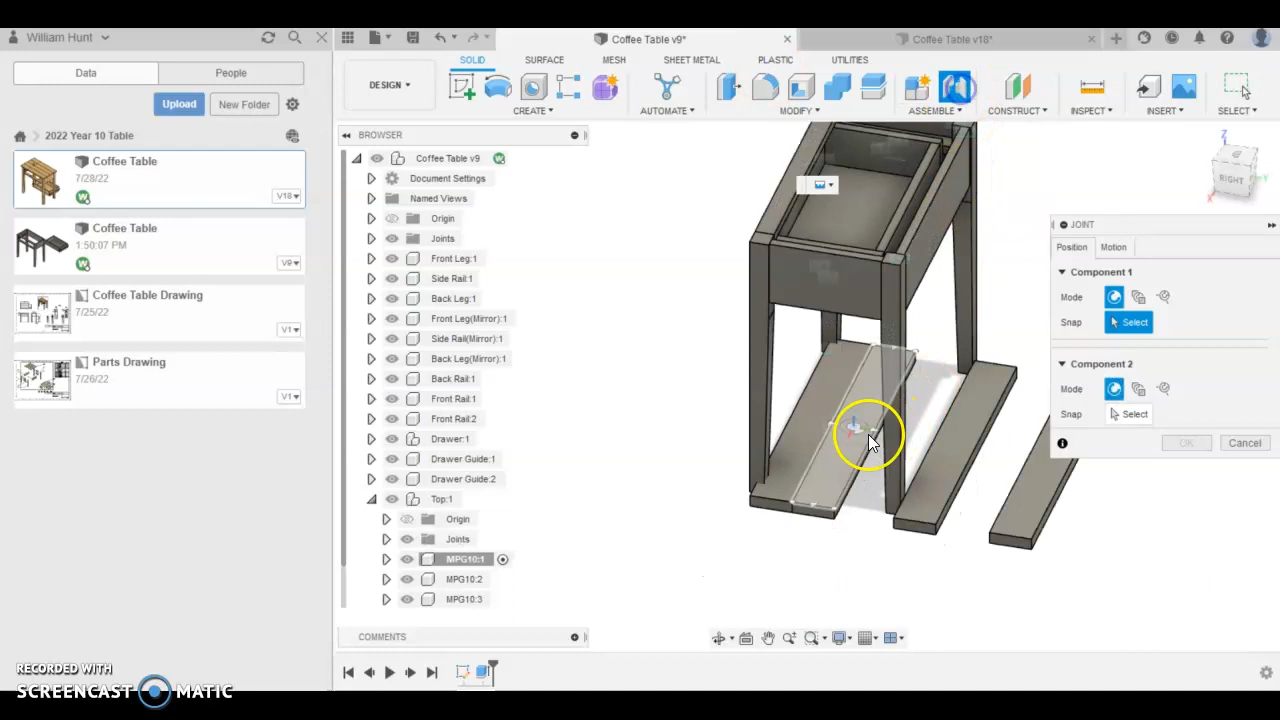 William Hunt
Data
People
Upload
New Folder
2022 Year 10 Table
Coffee Table
7/28/22
V18
Coffee Table
1:50:07 PM
V9
Coffee Table Drawing
7/25/22
V1
Parts Drawing
7/26/22
V1
Coffee Table v9*
Coffee Table v18*
DESIGN
SOLID
SURFACE
MESH
SHEET METAL
PLASTIC
UTILITIES
CREATE
AUTOMATE
MODIFY
ASSEMBLE
CONSTRUCT
INSPECT
INSERT
SELECT
BROWSER
Coffee Table v9
Document Settings
Named Views
Origin
Joints
Front Leg:1
Side Rail:1
Back Leg:1
Front Leg(Mirror):1
Side Rail(Mirror):1
Back Leg(Mirror):1
Back Rail:1
Front Rail:1
Front Rail:2
Drawer:1
Drawer Guide:1
Drawer Guide:2
Top:1
Origin
Joints
MPG10:1
MPG10:2
MPG10:3
COMMENTS
Z
RIGHT
X
Y
JOINT
Position
Motion
Component 1
Mode
Snap
Select
Component 2
Mode
Snap
Select
OK
Cancel
RECORDED WITH
SCREENCAST MATIC